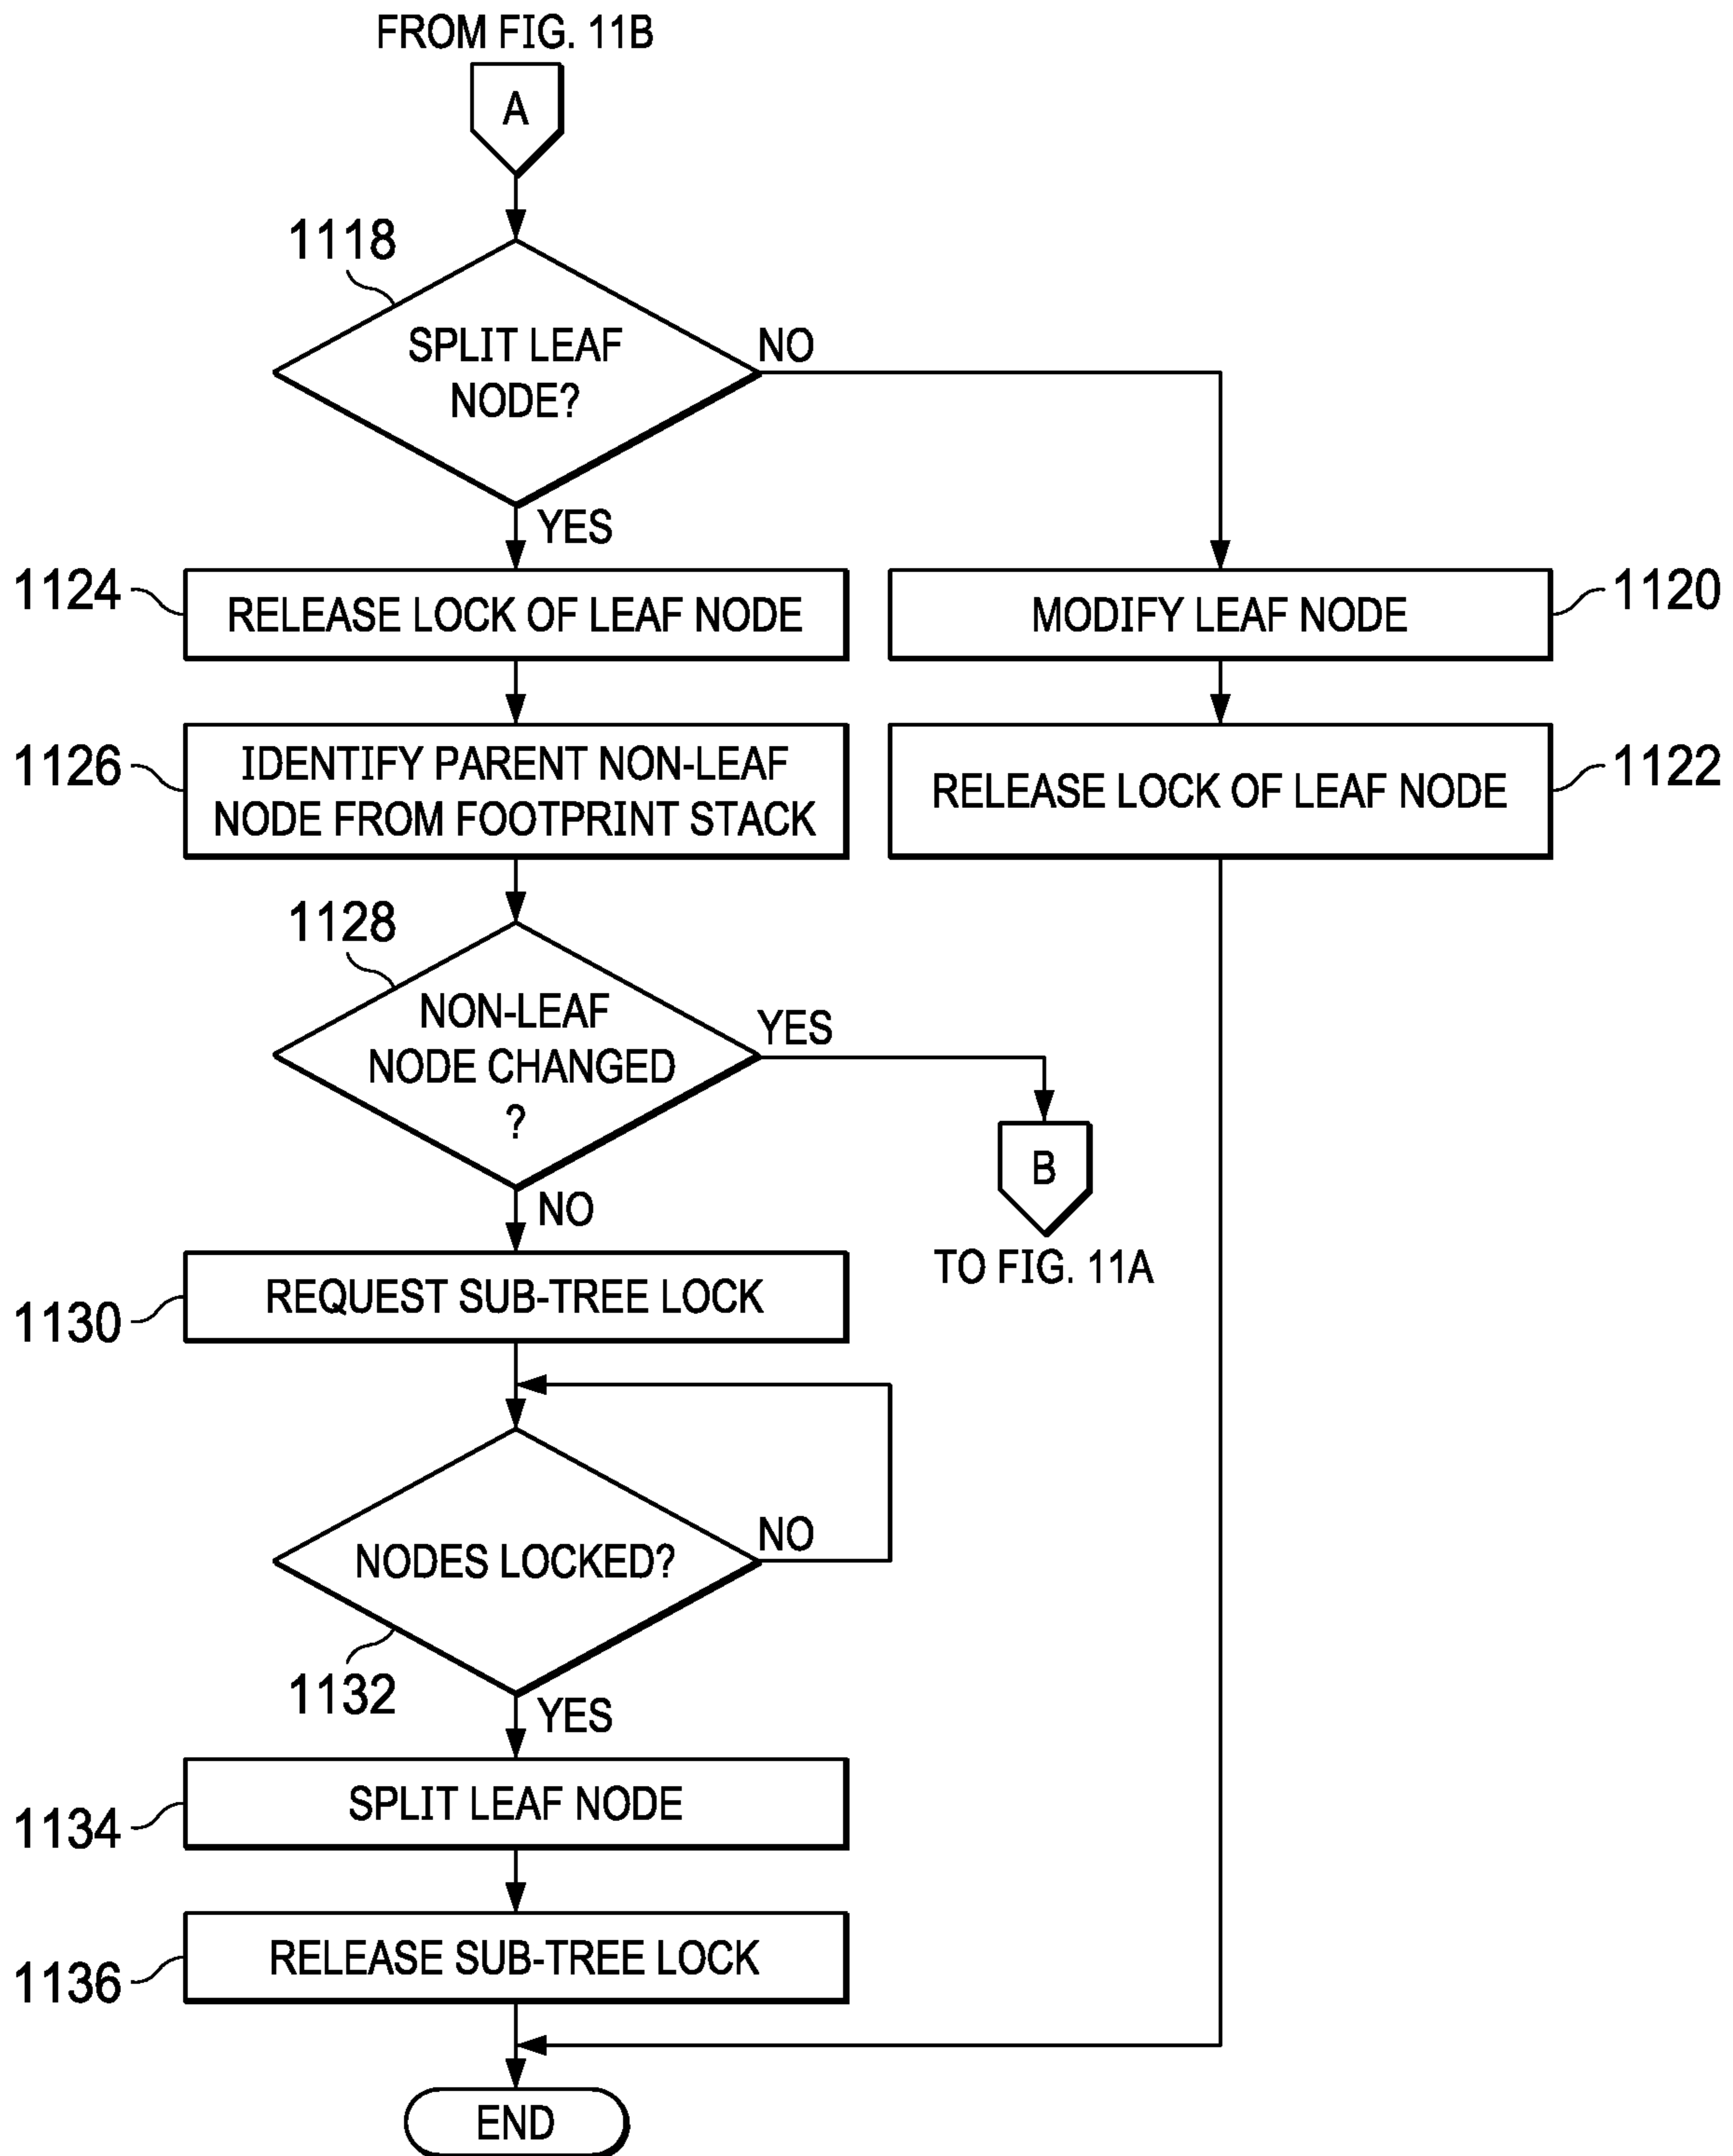 FROM FIG. 11B
A
1118
SPLIT LEAF
NODE?
NO
YES
1124
RELEASE LOCK OF LEAF NODE
MODIFY LEAF NODE
1120
1126
IDENTIFY PARENT NON-LEAF
NODE FROM FOOTPRINT STACK
RELEASE LOCK OF LEAF NODE
1122
1128
NON-LEAF
NODE CHANGED
?
YES
B
TO FIG. 11A
NO
1130
REQUEST SUB-TREE LOCK
NODES LOCKED?
NO
1132
YES
1134
SPLIT LEAF NODE
1136
RELEASE SUB-TREE LOCK
END